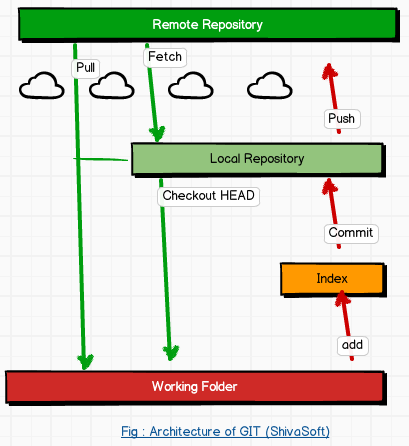 Remote Repository
Pull
Fetch
Push
Local Repository
Checkout HEAD
Commit
Index
add
Working Folder
Fig : Architecture of GIT (ShivaSoft)